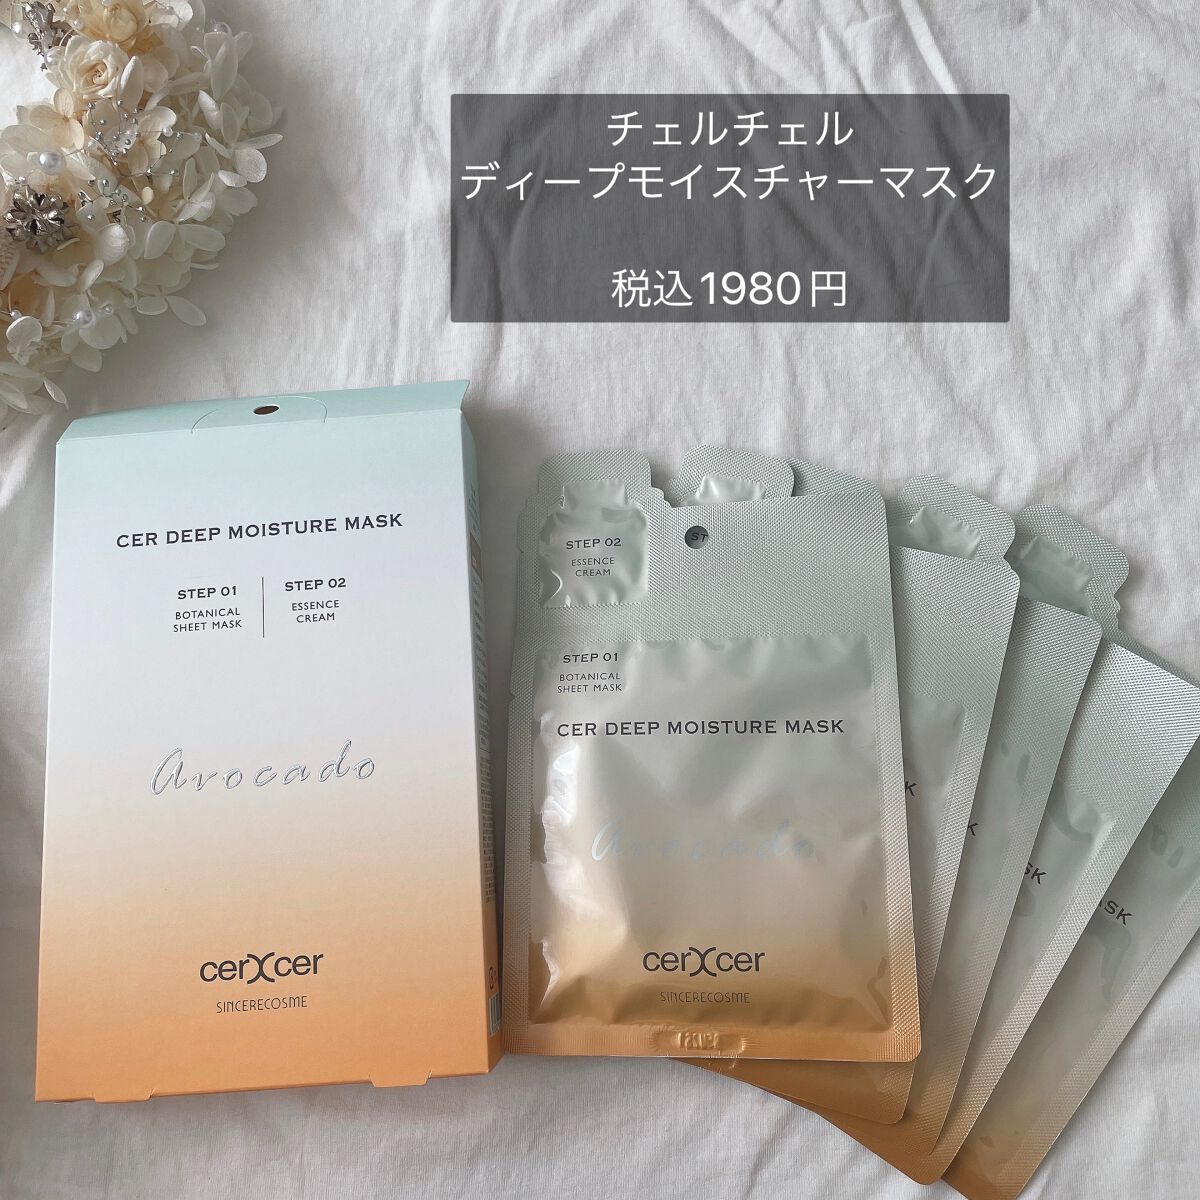 チェルチェル
ディープモイスチャーマスク
税込1980円
CER DEEP MOISTURE MASK
STEP 01
BOTANICAL
SHEET MASK
STEP 02
ESSENCE
CREAM
Avocado
cerXcer
SINCERECOSME
STEP 02
ESSENCE
CREAM
ST
STEP 01
BOTANICAL
SHEET MASK
CER DEEP MOISTURE MASK
Avocado
cerXcer
SINCERECOSME
K
K
SK
ASK